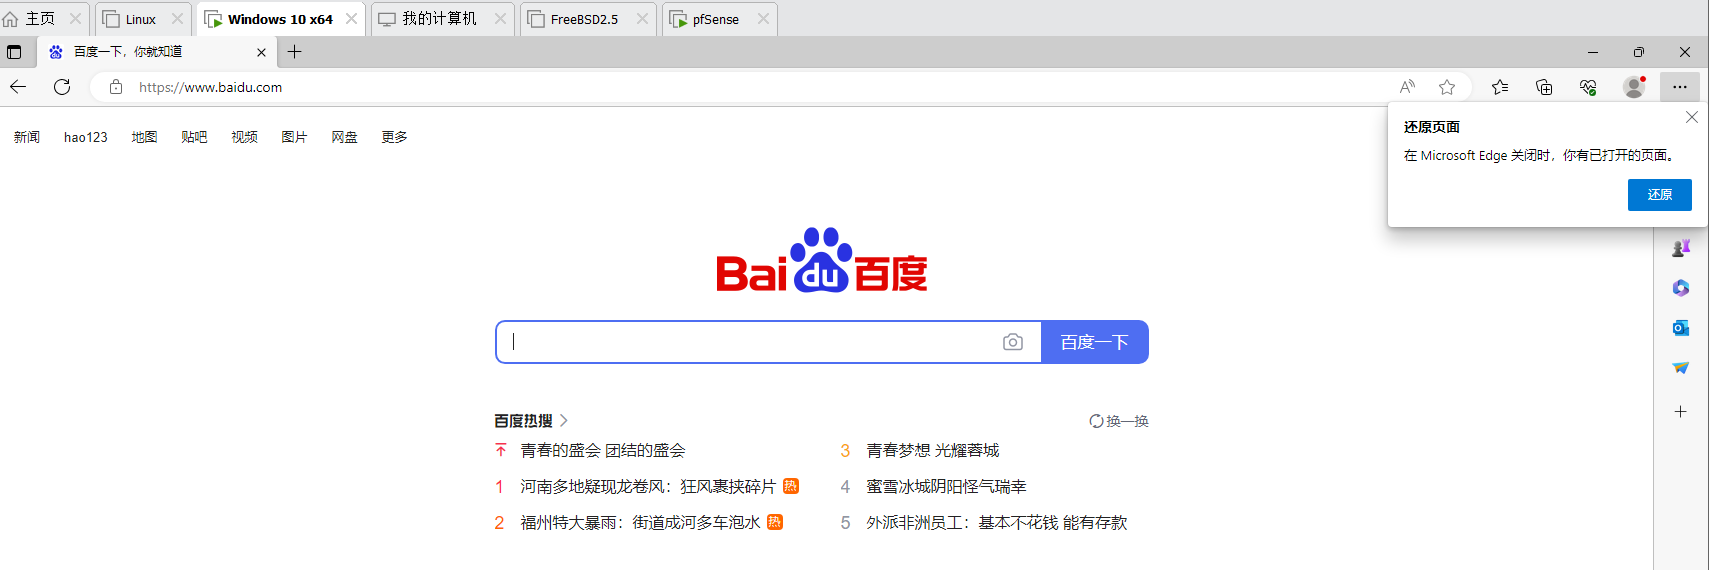 主页 Linux Windows 10 x64 我的计算机 FreeBSD2.5 pfSense
百度一下，你就知道
https://www.baidu.com
新闻 hao123 地图 贴吧 视频 图片 网盘 更多
还原页面
在 Microsoft Edge 关闭时，你有已打开的页面。
还原
Bai du 百度
百度一下
百度热搜 换一换
青春的盛会 团结的盛会
3 青春梦想 光耀蓉城
1 河南多地疑现龙卷风：狂风裹挟碎片 热
4 蜜雪冰城阴阳怪气瑞幸
2 福州特大暴雨：街道成河多车泡水 热
5 外派非洲员工：基本不花钱 能有存款